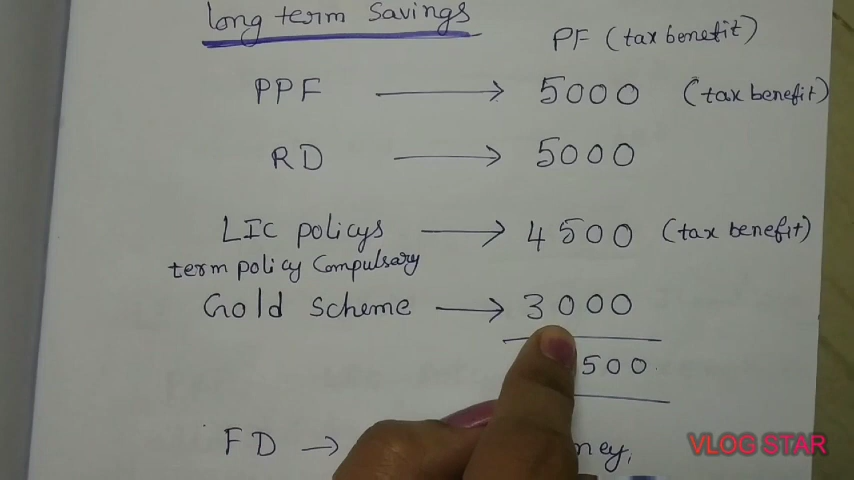 Long term Savings
PF (tax benefit)
PPF → 5000 (tax benefit)
RD → 5000
LIC policys → 4500 (tax benefit)
term policy Compulsary
Gold Scheme → 3000
500
FD →
VLOG STAR